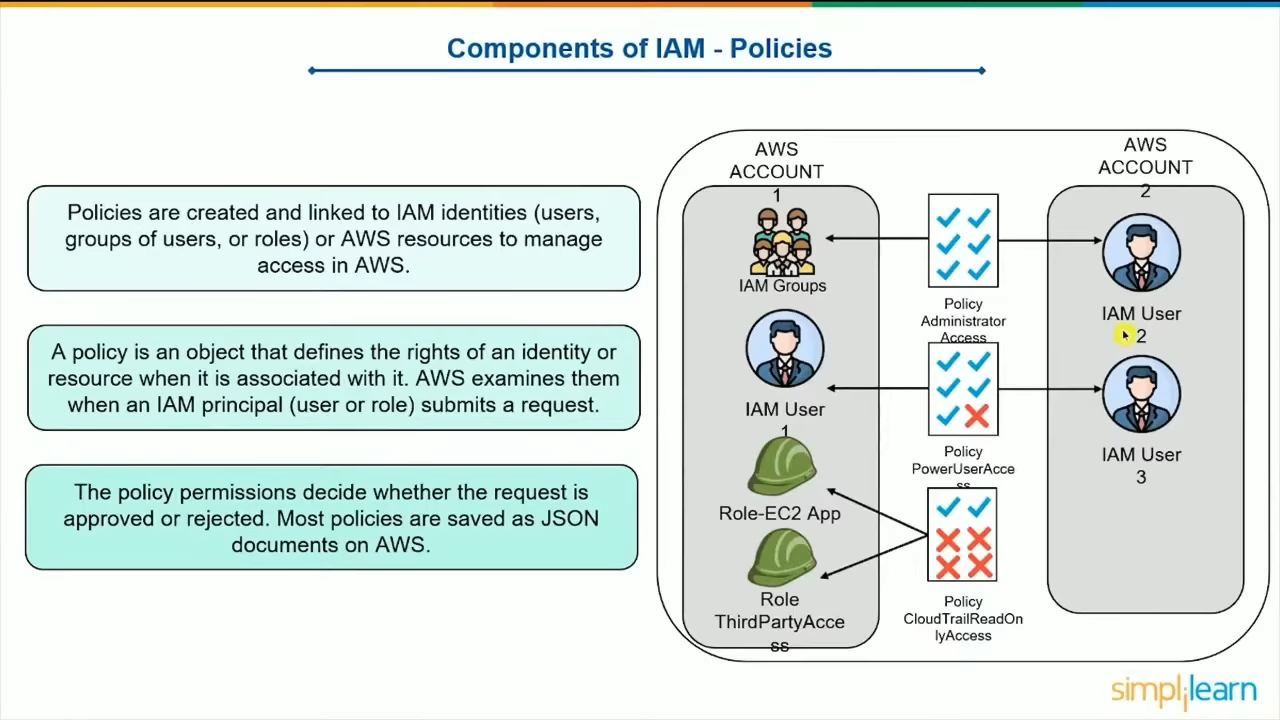 Components of IAM - Policies
Policies are created and linked to IAM identities (users,
groups of users, or roles) or AWS resources to manage
access in AWS.
A policy is an object that defines the rights of an identity or
resource when it is associated with it. AWS examines them
when an IAM principal (user or role) submits a request.
The policy permissions decide whether the request is
approved or rejected. Most policies are saved as JSON
documents on AWS.
AWS
ACCOUNT
1
IAM Groups
IAM User
1
Role-EC2 App
Role
ThirdPartyAcce
ss
Policy
Administrator
Access
Policy
PowerUserAcce
ss
Policy
CloudTrailReadOn
lyAccess
AWS
ACCOUNT
2
IAM User
2
IAM User
3
simplilearn